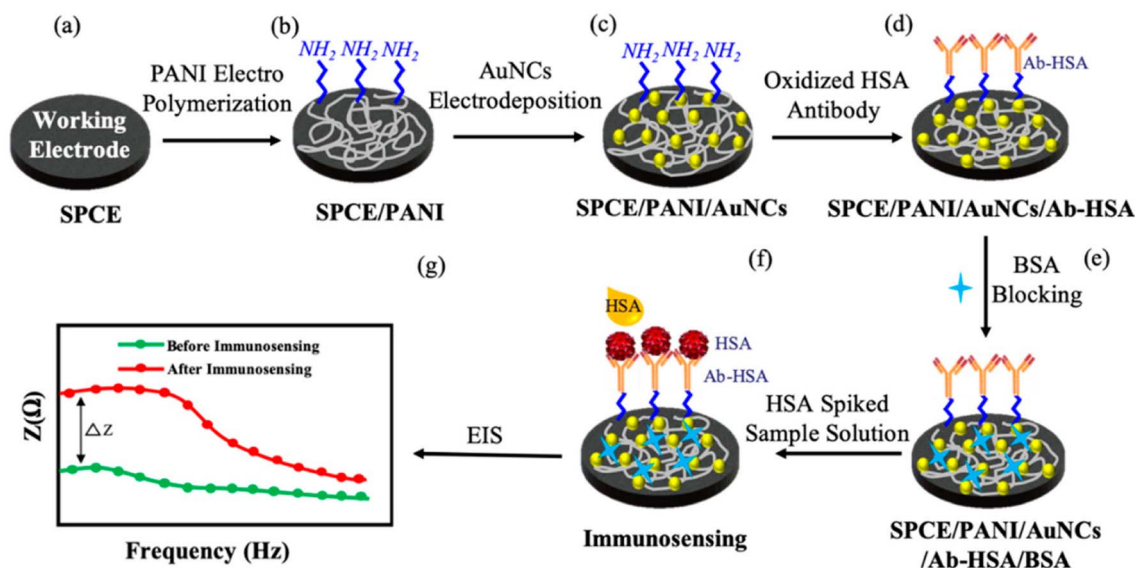 (a)
(b)
(c)
(d)
NH2 NH2 NH2
NH2 NH2 NH2
PANI Electro
Polymerization
AuNCs
Electrodeposition
Oxidized HSA
Antibody
Ab-HSA
Working
Electrode
SPCE
SPCE/PANI
SPCE/PANI/AuNCs
SPCE/PANI/AuNCs/Ab-HSA
(e)
BSA
Blocking
(f)
(g)
HSA
HSA
Ab-HSA
HSA Spiked
Sample Solution
Immunosensing
SPCE/PANI/AuNCs
/Ab-HSA/BSA
EIS
Before Immunosensing
After Immunosensing
Z(Ω)
△Z
Frequency (Hz)